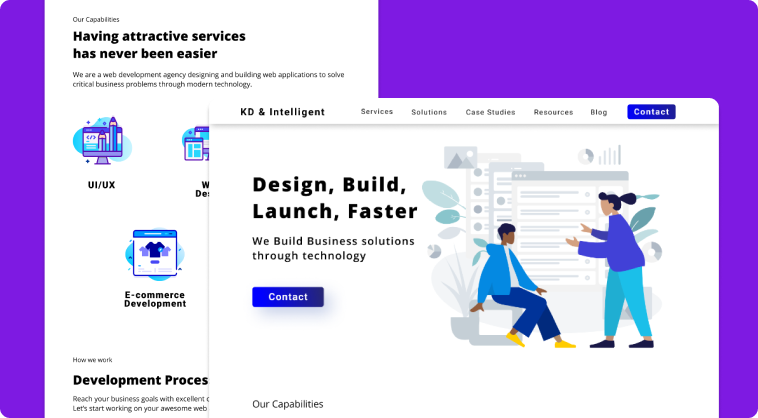 Our Capabilities
Having attractive services
has never been easier
We are a web development agency designing and building web applications to solve
critical business problems through modern technology.
UI/UX
W
Des
E-commerce
Development
How we work
Development Proces
Reach your business goals with excellent
Let's start working on your awesome web
KD & Intelligent
Services
Solutions
Case Studies
Resources
Blog
Contact
Design, Build,
Launch, Faster
We Build Business solutions
through technology
Contact
Our Capabilities